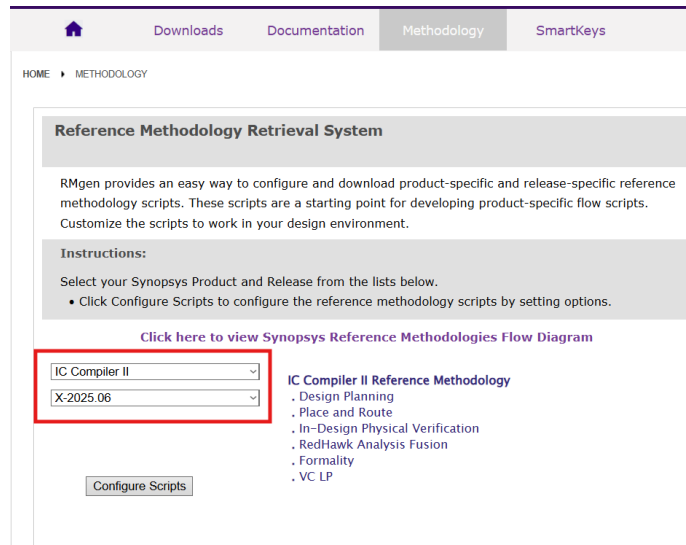 Downloads Documentation Methodology SmartKeys
HOME METHODOLOGY
Reference Methodology Retrieval System
RMgen provides an easy way to configure and download product-specific and release-specific reference
methodology scripts. These scripts are a starting point for developing product-specific flow scripts.
Customize the scripts to work in your design environment.
Instructions:
Select your Synopsys Product and Release from the lists below.
• Click Configure Scripts to configure the reference methodology scripts by setting options.
Click here to view Synopsys Reference Methodologies Flow Diagram
IC Compiler II
X-2025.06
Configure Scripts
IC Compiler II Reference Methodology
. Design Planning
. Place and Route
. In-Design Physical Verification
. RedHawk Analysis Fusion
. Formality
. VC LP